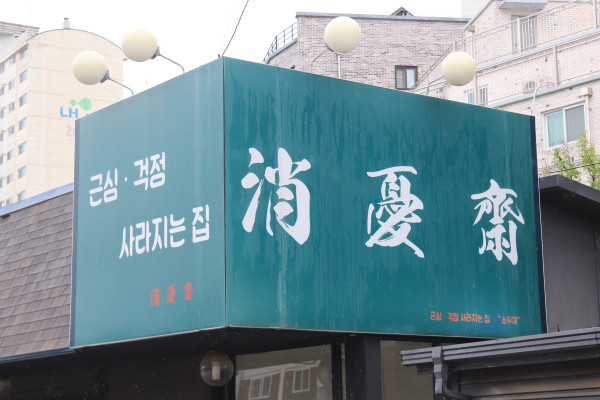 LH
근심·걱정
사라지는 집
消憂齋
消憂齋
근심·걱정 사라지는 집 "소우재"